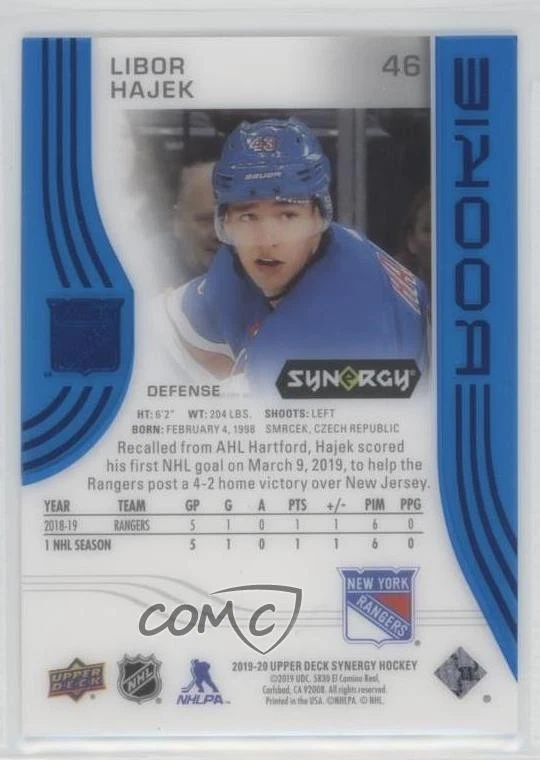 LIBOR
HAJEK
46
ROOKIE
43
BAUER
SYNERGY
DEFENSE
HT: 6'2" WT: 204 LBS. SHOOTS: LEFT
BORN: FEBRUARY 4, 1998 SMRCEK, CZECH REPUBLIC
Recalled from AHL Hartford, Hajek scored
his first NHL goal on March 9, 2019, to help the
Rangers post a 4-2 home victory over New Jersey.
YEAR TEAM GP G A PTS +/- PIM PPG
2018-19 RANGERS 5 1 0 1 1 6 0
1 NHL SEASON 5 1 0 1 1 6 0
NEW YORK
RANGERS
COMC
UPPER
DECK
NHL
NHLPA
2019-20 UPPER DECK SYNERGY HOCKEY
©2019 UDC. 5830 El Camino Real,
Carlsbad, CA 92008. All rights reserved.
Printed in the USA. ©NHLPA. © NHL.